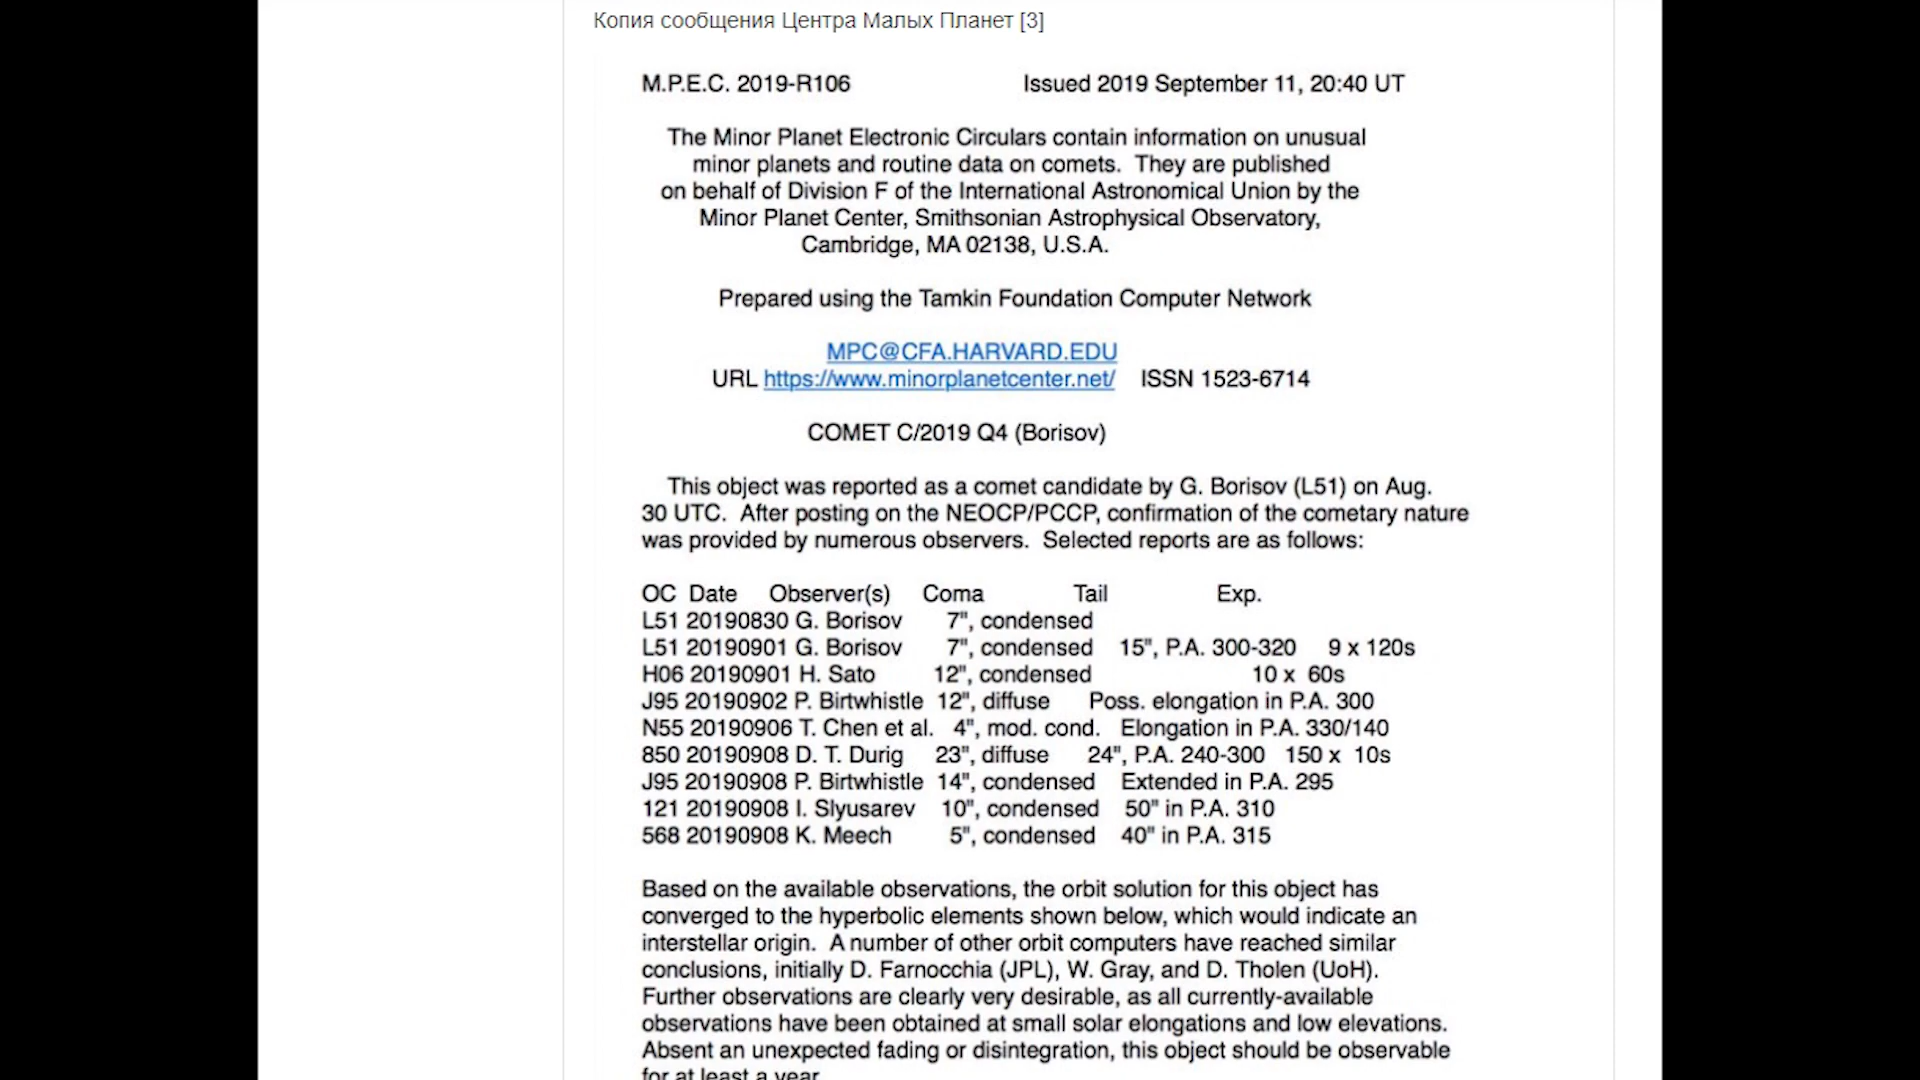 Копия сообщения Центра Малых Планет [3]
M.P.E.C. 2019-R106 Issued 2019 September 11, 20:40 UT
The Minor Planet Electronic Circulars contain information on unusual
minor planets and routine data on comets. They are published
on behalf of Division F of the International Astronomical Union by the
Minor Planet Center, Smithsonian Astrophysical Observatory,
Cambridge, MA 02138, U.S.A.
Prepared using the Tamkin Foundation Computer Network
MPC@CFA.HARVARD.EDU
URL https://www.minorplanetcenter.net/ ISSN 1523-6714
COMET C/2019 Q4 (Borisov)
This object was reported as a comet candidate by G. Borisov (L51) on Aug.
30 UTC. After posting on the NEOCP/PCCP, confirmation of the cometary nature
was provided by numerous observers. Selected reports are as follows:
OC Date Observer(s) Coma Tail Exp.
L51 20190830 G. Borisov 7", condensed
L51 20190901 G. Borisov 7", condensed 15", P.A. 300-320 9 x 120s
H06 20190901 H. Sato 12", condensed 10 x 60s
J95 20190902 P. Birtwhistle 12", diffuse Poss. elongation in P.A. 300
N55 20190906 T. Chen et al. 4", mod. cond. Elongation in P.A. 330/140
850 20190908 D. T. Durig 23", diffuse 24", P.A. 240-300 150 x 10s
J95 20190908 P. Birtwhistle 14", condensed Extended in P.A. 295
121 20190908 I. Slyusarev 10", condensed 50" in P.A. 310
568 20190908 K. Meech 5", condensed 40" in P.A. 315
Based on the available observations, the orbit solution for this object has
converged to the hyperbolic elements shown below, which would indicate an
interstellar origin. A number of other orbit computers have reached similar
conclusions, initially D. Farnocchia (JPL), W. Gray, and D. Tholen (UoH).
Further observations are clearly very desirable, as all currently-available
observations have been obtained at small solar elongations and low elevations.
Absent an unexpected fading or disintegration, this object should be observable
for at least a year.